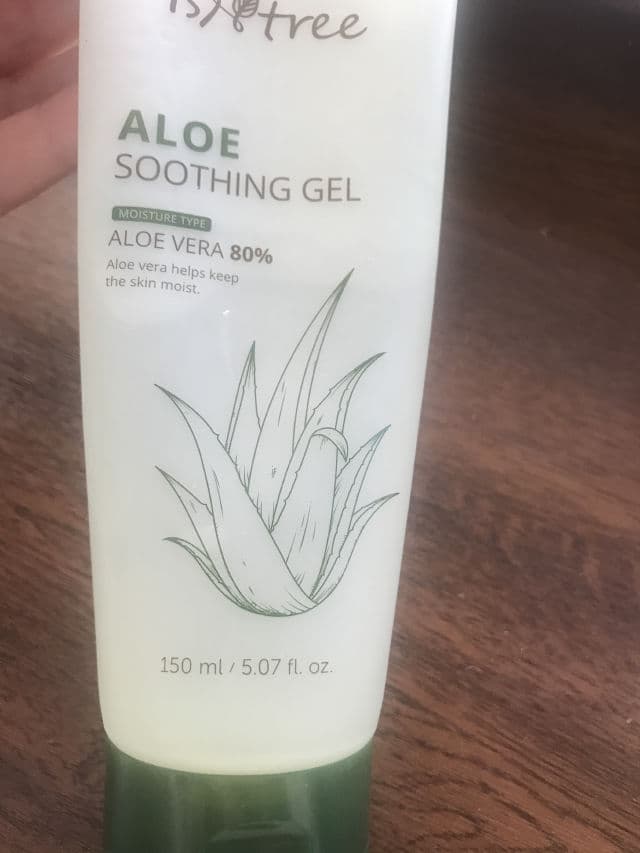 isntree
ALOE
SOOTHING GEL
MOISTURE TYPE
ALOE VERA 80%
Aloe vera helps keep
the skin moist.
150 ml / 5.07 fl. oz.